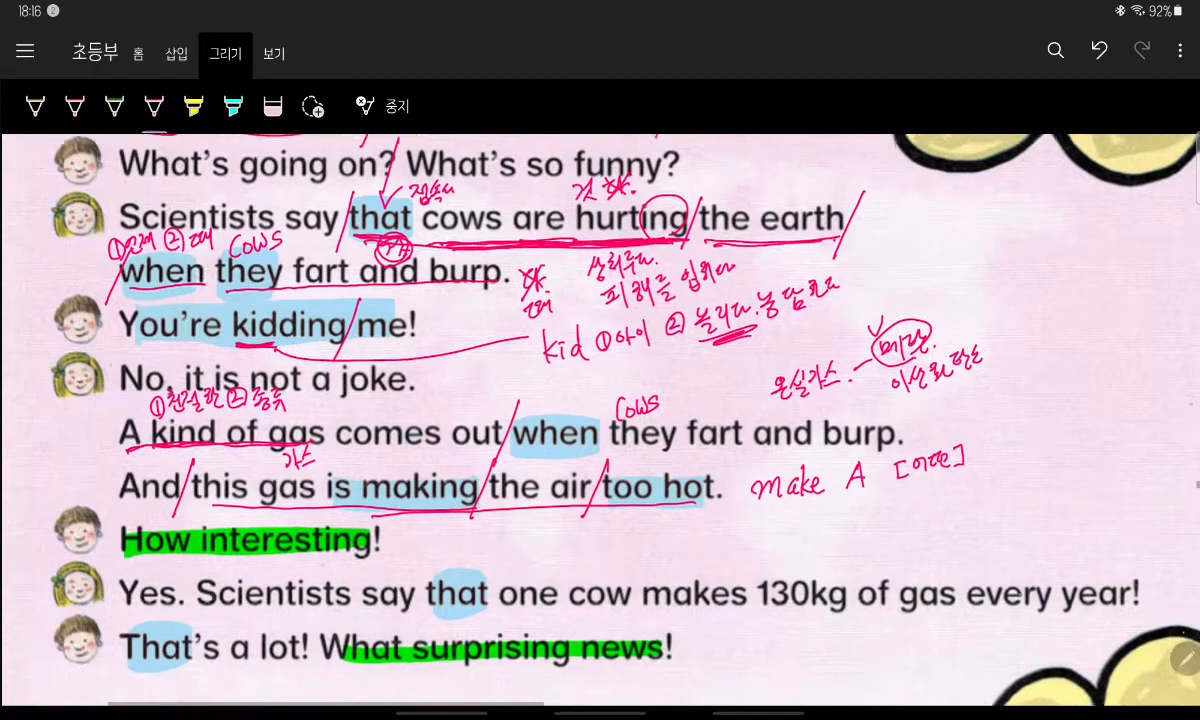 18:16 2 92%
초등부 홈 삽입 그리기 보기
중지
What's going on? What's so funny?
접속사 것
Scientists say that cows are hurting the earth
① 언제 ② 때 cows
when they fart and burp.
때
상처주다.
피해를 입히다
You're kidding me!
kid ① 아이 ② 놀리다. 농담하다
No, it is not a joke.
온실가스. 메탄.
이산화탄소
① 친절한 ② 종류 cows
A kind of gas comes out when they fart and burp.
가스
And this gas is making the air too hot. make A [어떤]
How interesting!
Yes. Scientists say that one cow makes 130kg of gas every year!
That's a lot! What surprising news!